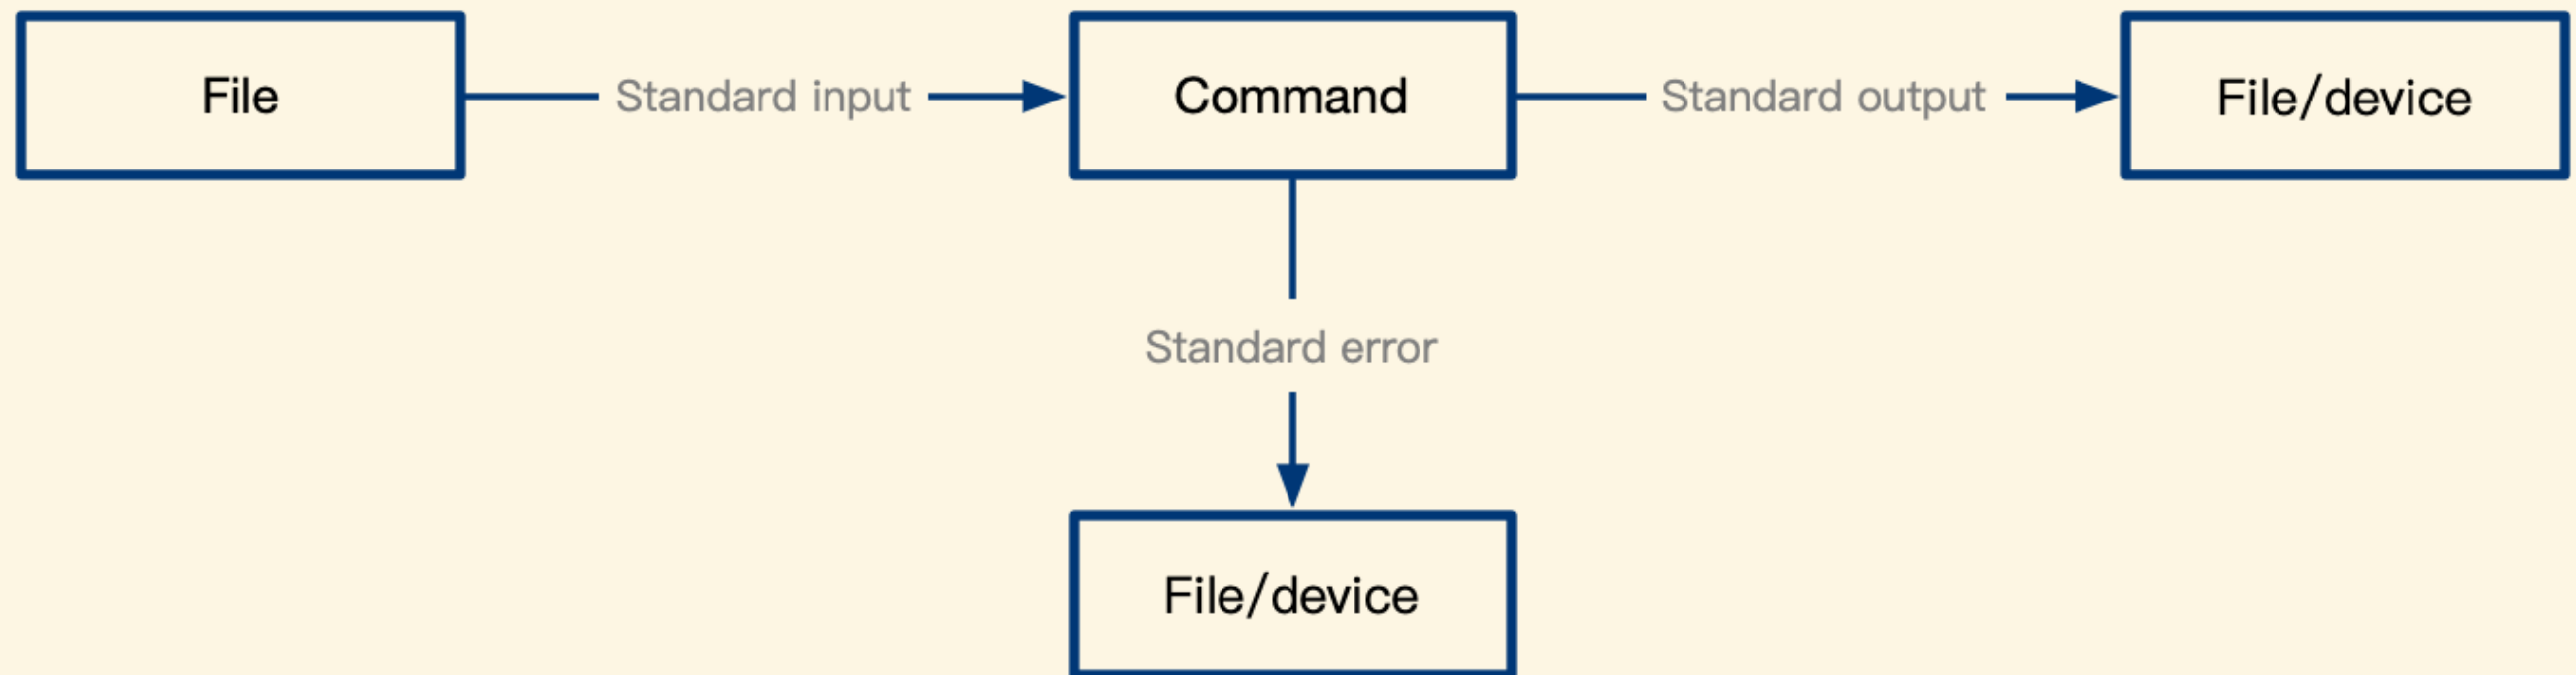 File
Standard input
Command
Standard output
File/device
Standard error
File/device